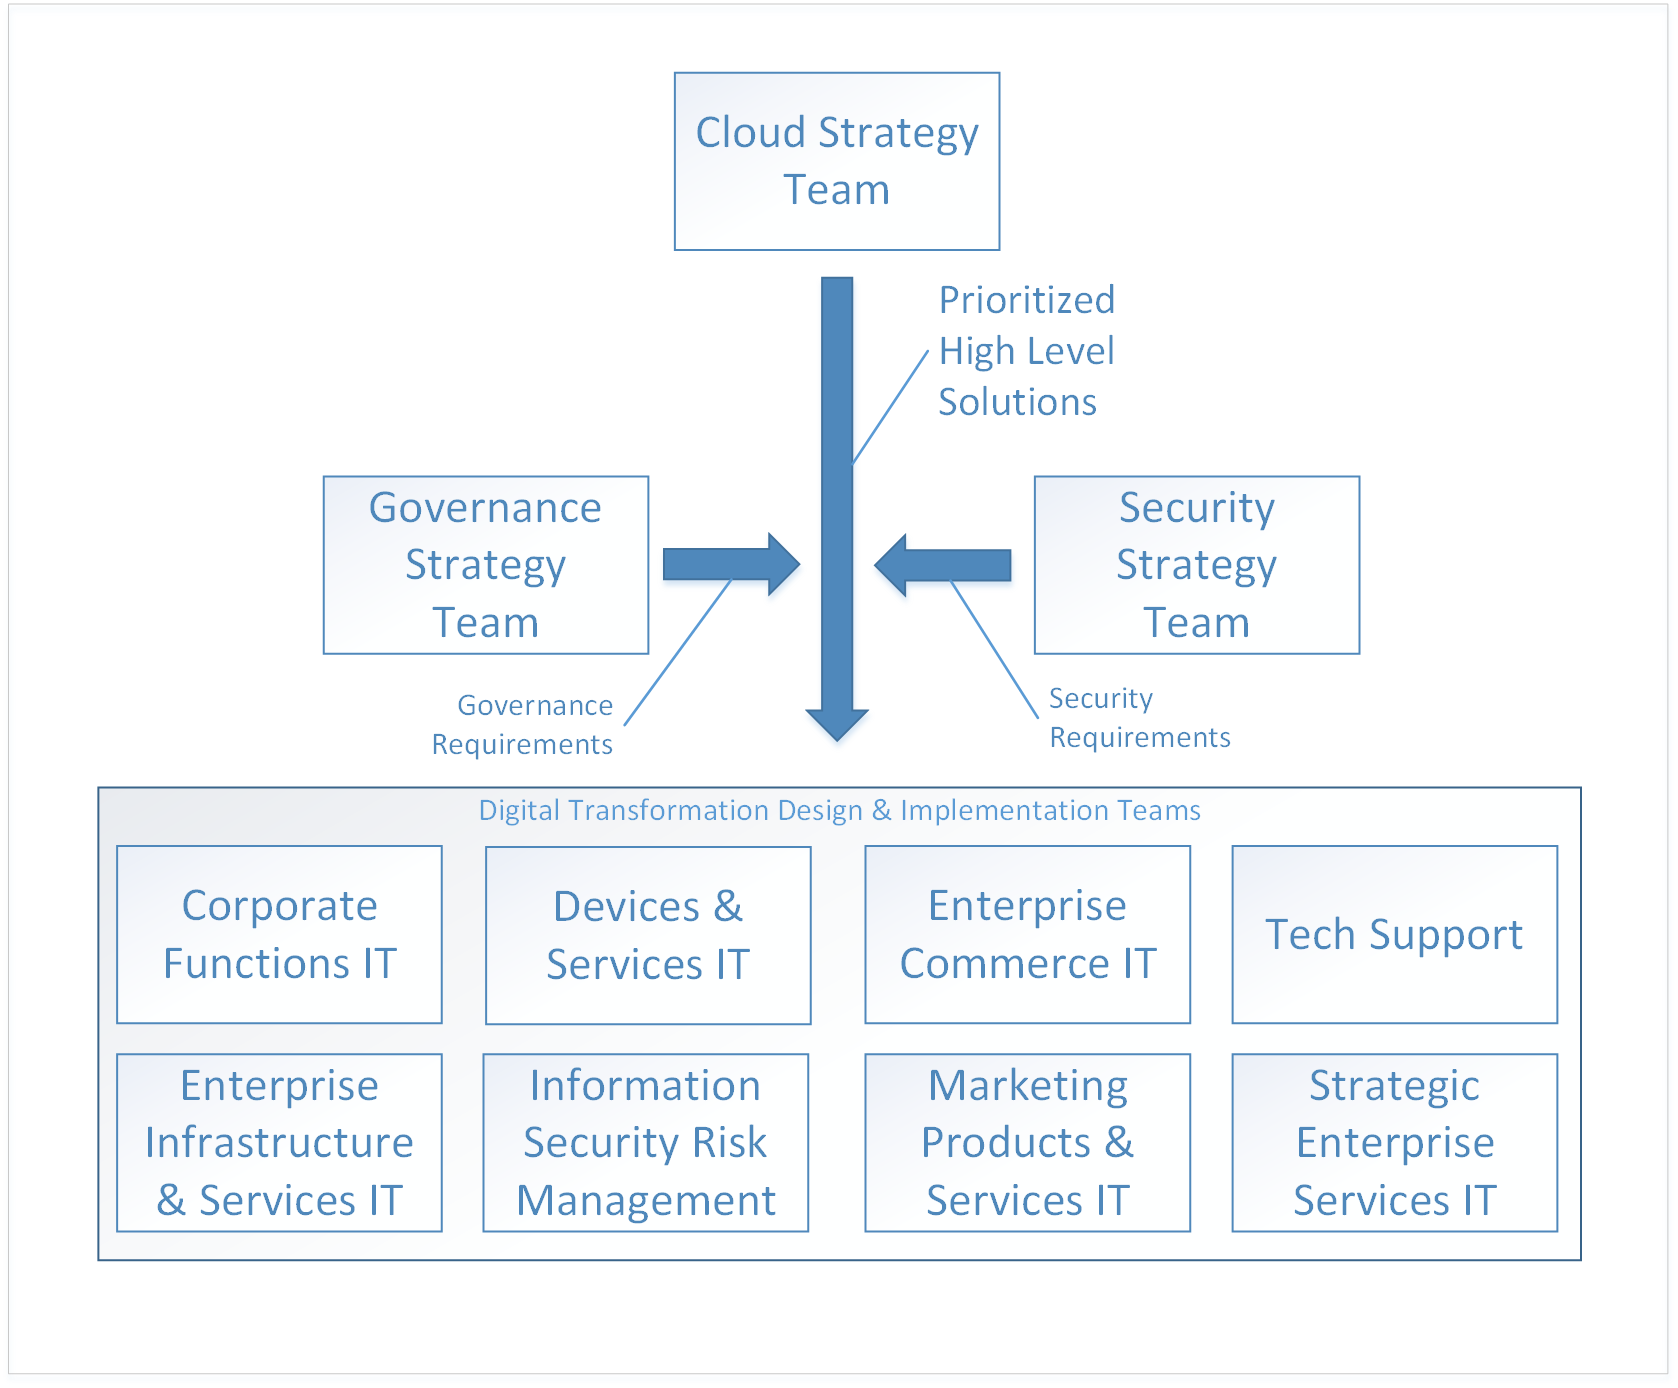 Cloud Strategy
Team
Prioritized
High Level
Solutions
Governance
Strategy
Team
Security
Strategy
Team
Governance
Requirements
Security
Requirements
Digital Transformation Design & Implementation Teams
Corporate
Functions IT
Devices &
Services IT
Enterprise
Commerce IT
Tech Support
Enterprise
Infrastructure
& Services IT
Information
Security Risk
Management
Marketing
Products &
Services IT
Strategic
Enterprise
Services IT